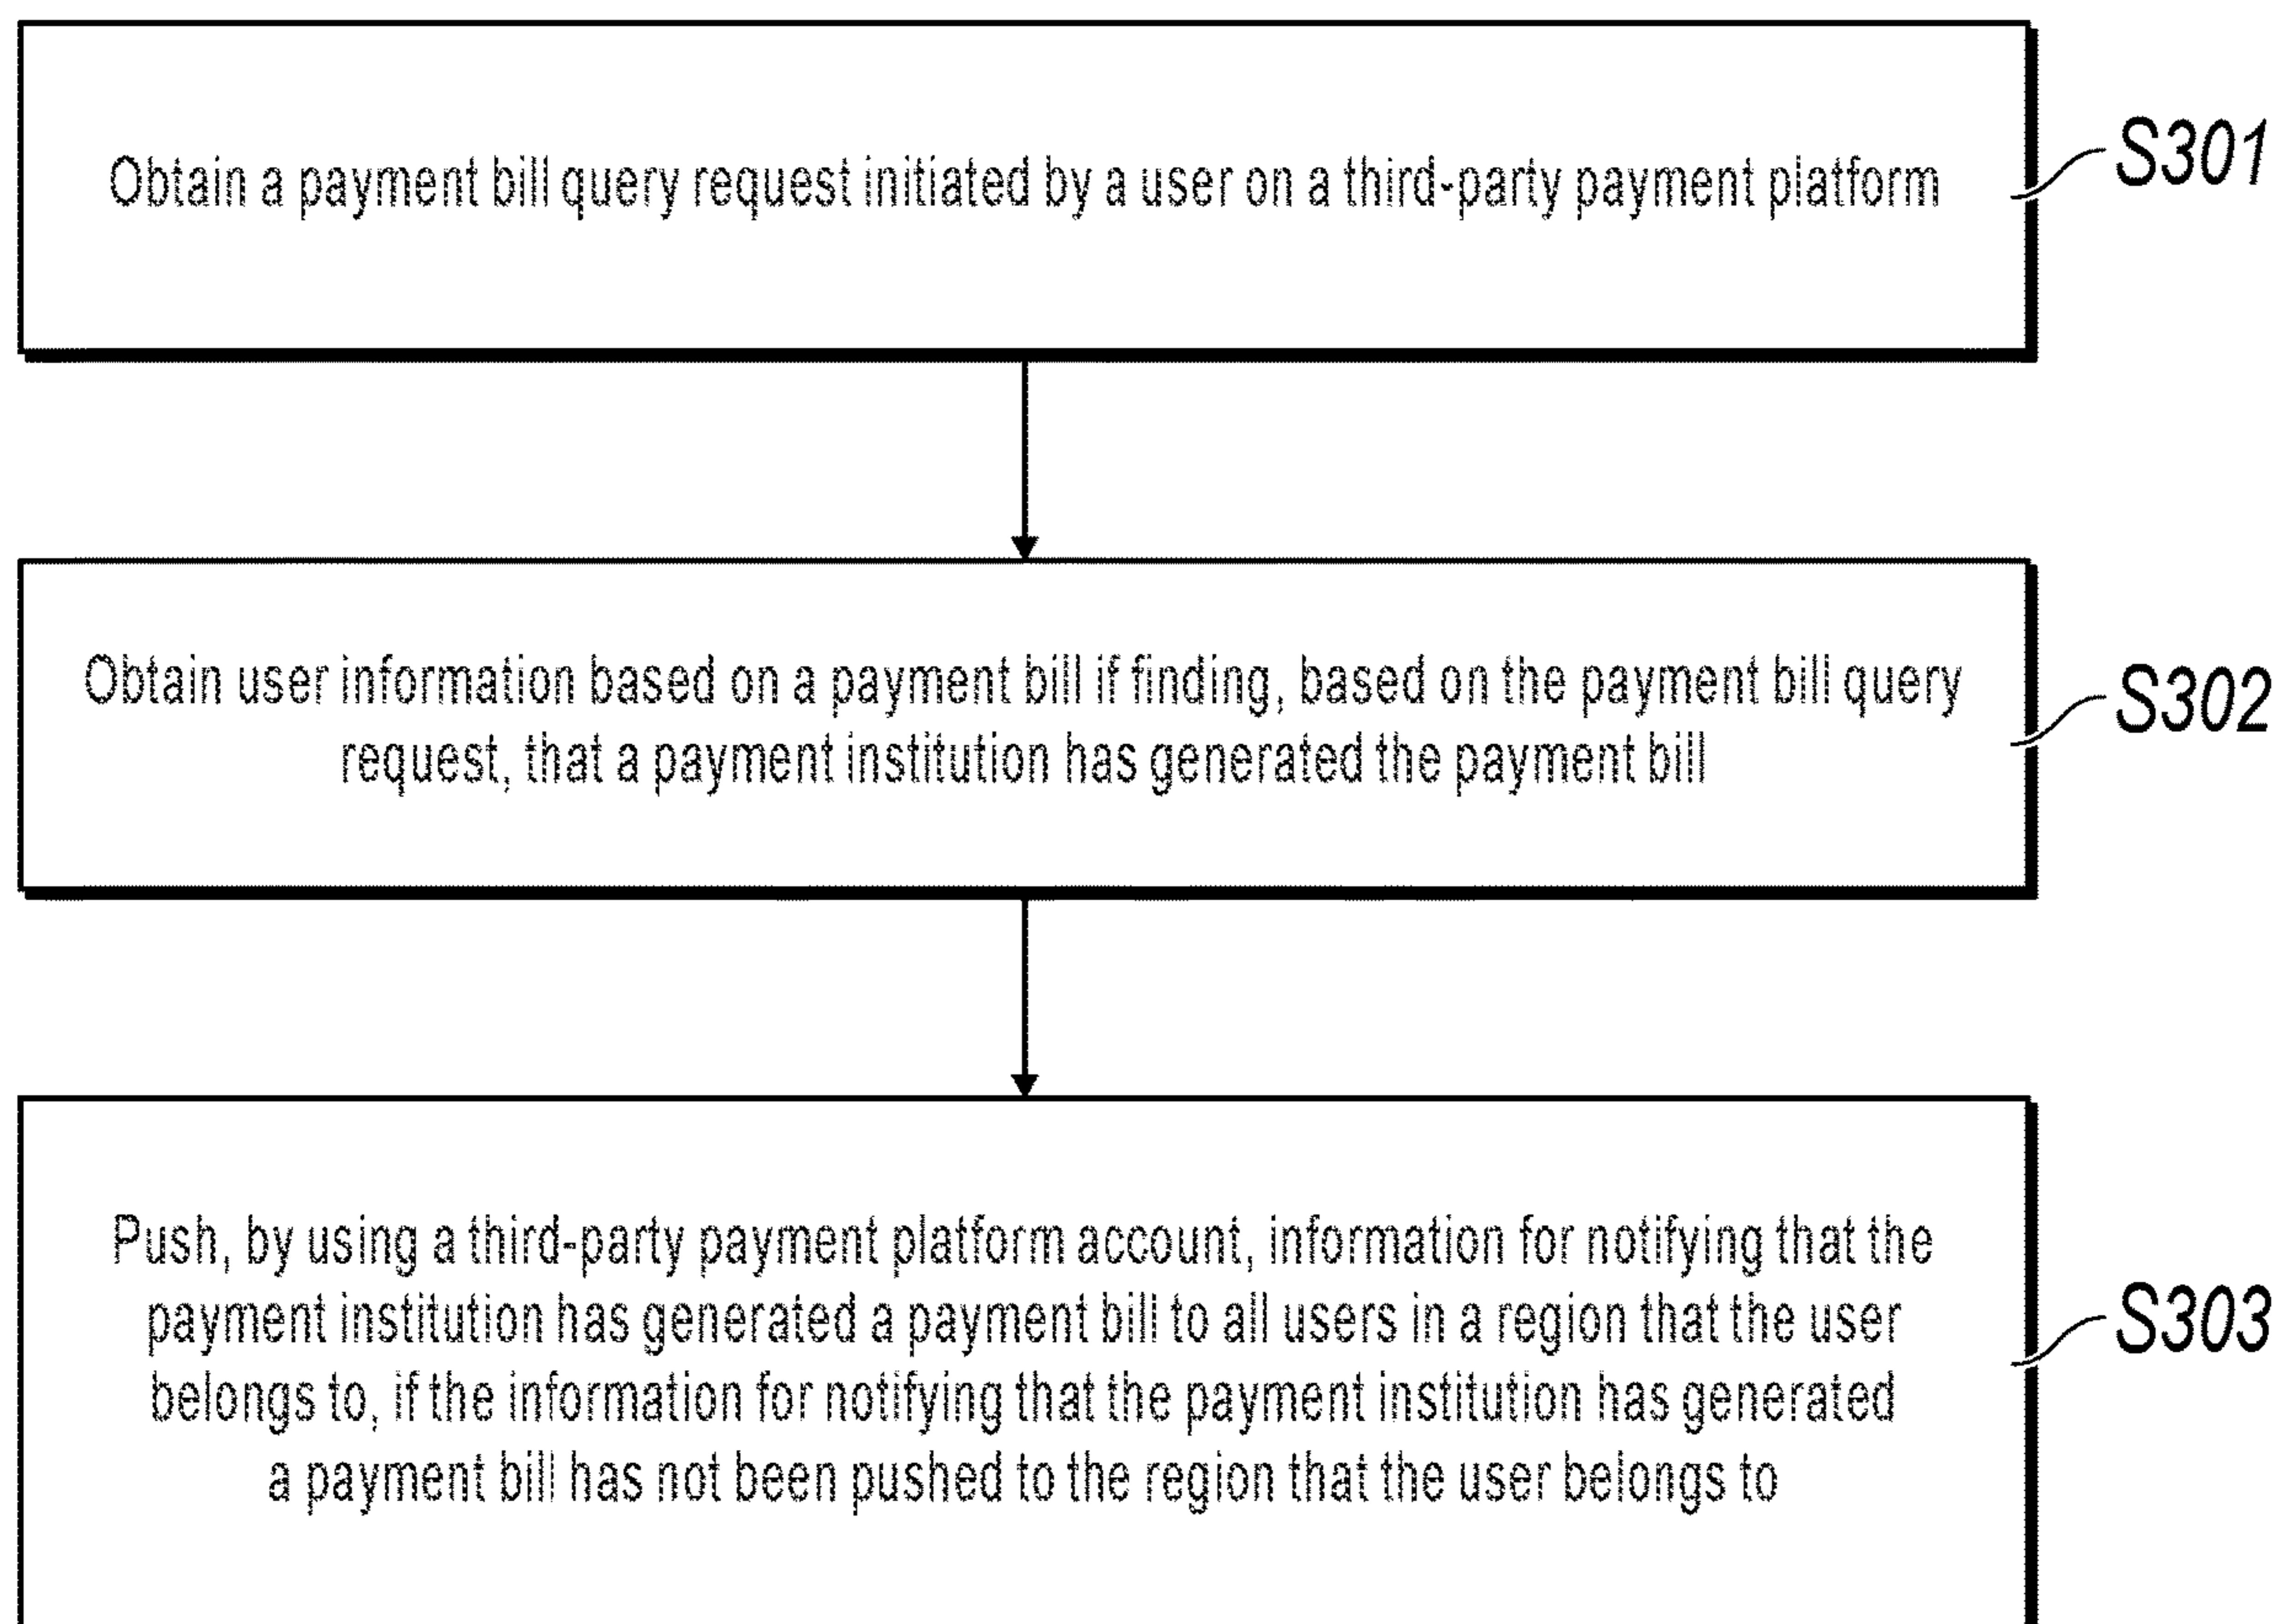 Obtain a payment bill query request initiated by a user on a third-party payment platform
S301
Obtain user information based on a payment bill if finding, based on the payment bill query
request, that a payment institution has generated the payment bill
S302
Push, by using a third-party payment platform account, information for notifying that the
payment institution has generated a payment bill to all users in a region that the user
belongs to, if the information for notifying that the payment institution has generated
a payment bill has not been pushed to the region that the user belongs to
S303